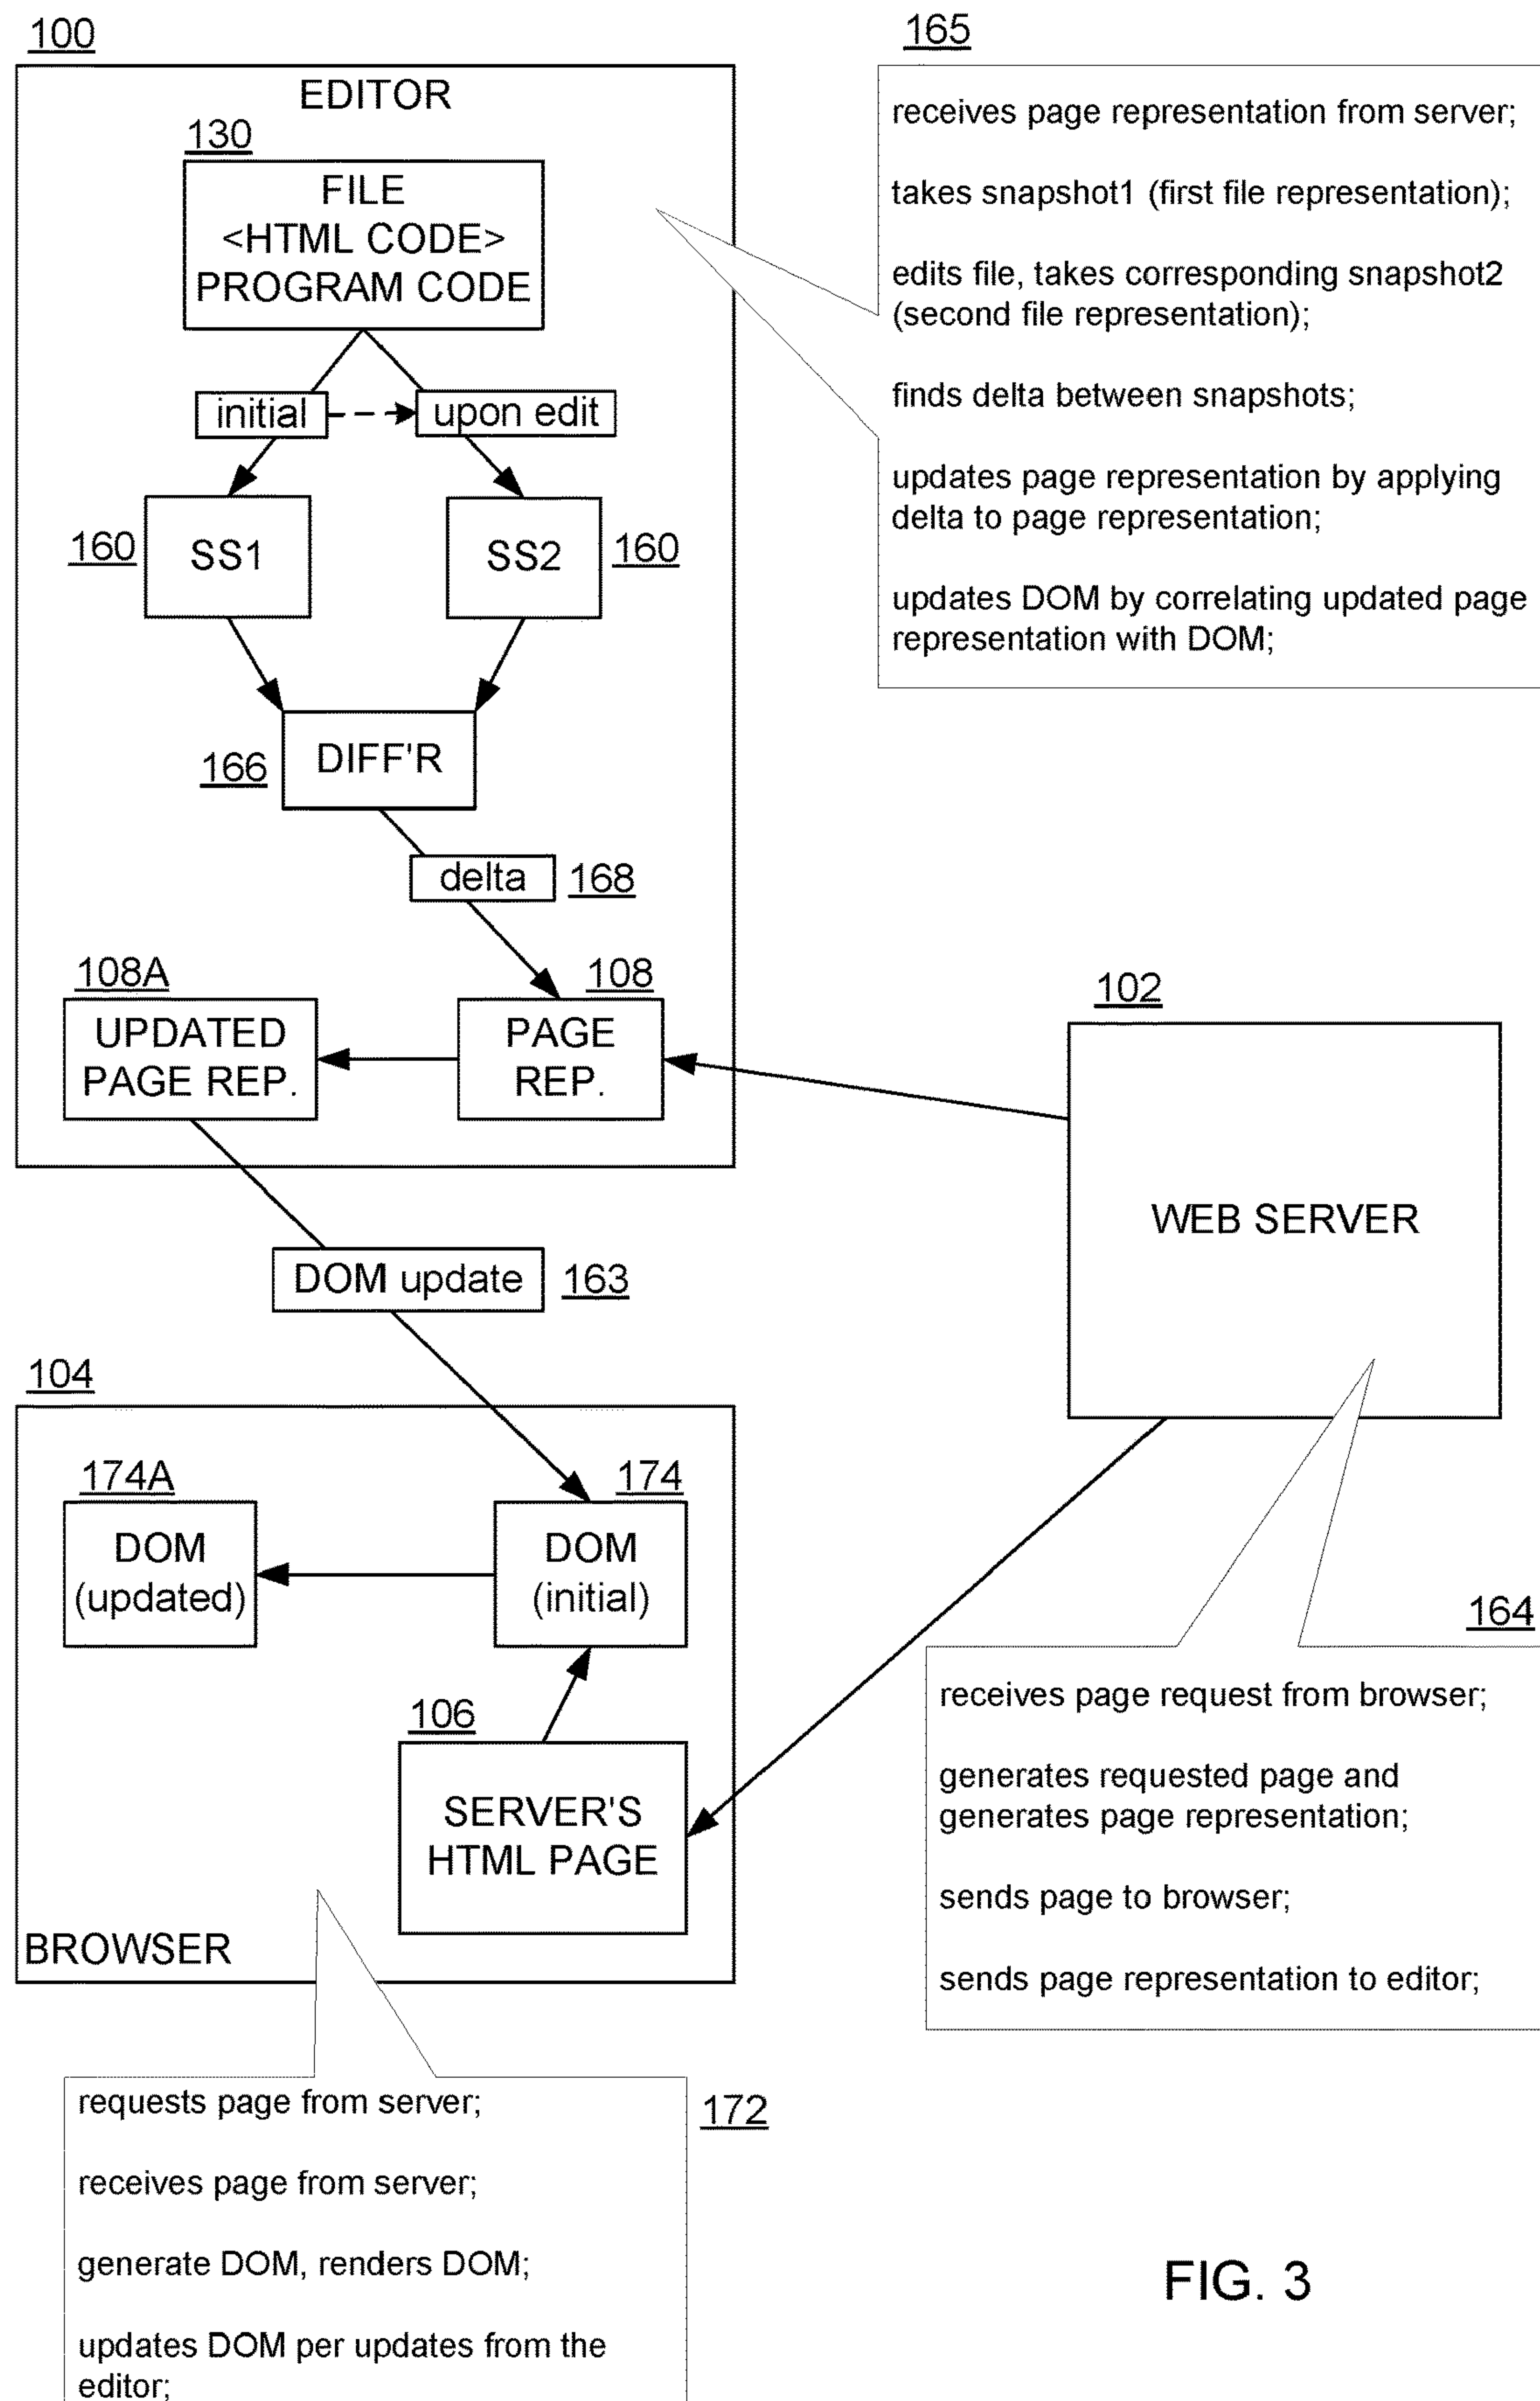 100
EDITOR
130
FILE
<HTML CODE>
PROGRAM CODE
initial
upon edit
160
SS1
SS2
160
166
DIFF'R
delta
168
108A
UPDATED
PAGE REP.
108
PAGE
REP.
165
receives page representation from server;
takes snapshot1 (first file representation);
edits file, takes corresponding snapshot2
(second file representation);
finds delta between snapshots;
updates page representation by applying
delta to page representation;
updates DOM by correlating updated page
representation with DOM;
102
WEB SERVER
DOM update
163
104
174A
DOM
(updated)
174
DOM
(initial)
106
SERVER'S
HTML PAGE
BROWSER
164
receives page request from browser;
generates requested page and
generates page representation;
sends page to browser;
sends page representation to editor;
172
requests page from server;
receives page from server;
generate DOM, renders DOM;
updates DOM per updates from the
editor;
FIG. 3